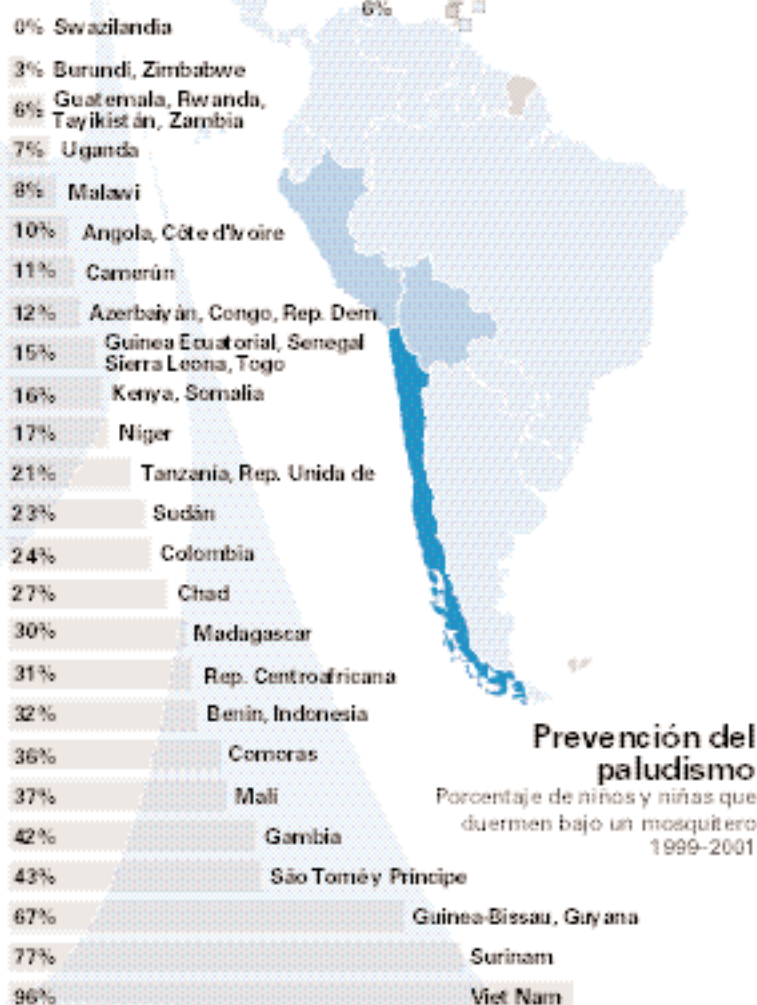 6%
0% Swazilandia
3% Burundi, Zimbabwe
6% Guatemala, Rwanda,
Tayikistán, Zambia
7% Uganda
8% Malawi
10% Angola, Côte d'Ivoire
11% Camerún
12% Azerbaiyán, Congo, Rep. Dem.
15% Guinea Ecuatorial, Senegal
Sierra Leona, Togo
16% Kenya, Somalia
17% Níger
21% Tanzanía, Rep. Unida de
23% Sudán
24% Colombia
27% Chad
30% Madagascar
31% Rep. Centroafricana
32% Benin, Indonesia
36% Comoras
37% Malí
42% Gambia
43% São Tomé y Príncipe
67% Guinea-Bissau, Guyana
77% Surinam
96% Viet Nam
Prevención del
paludismo
Porcentaje de niños y niñas que
duermen bajo un mosquitero
1999–2001